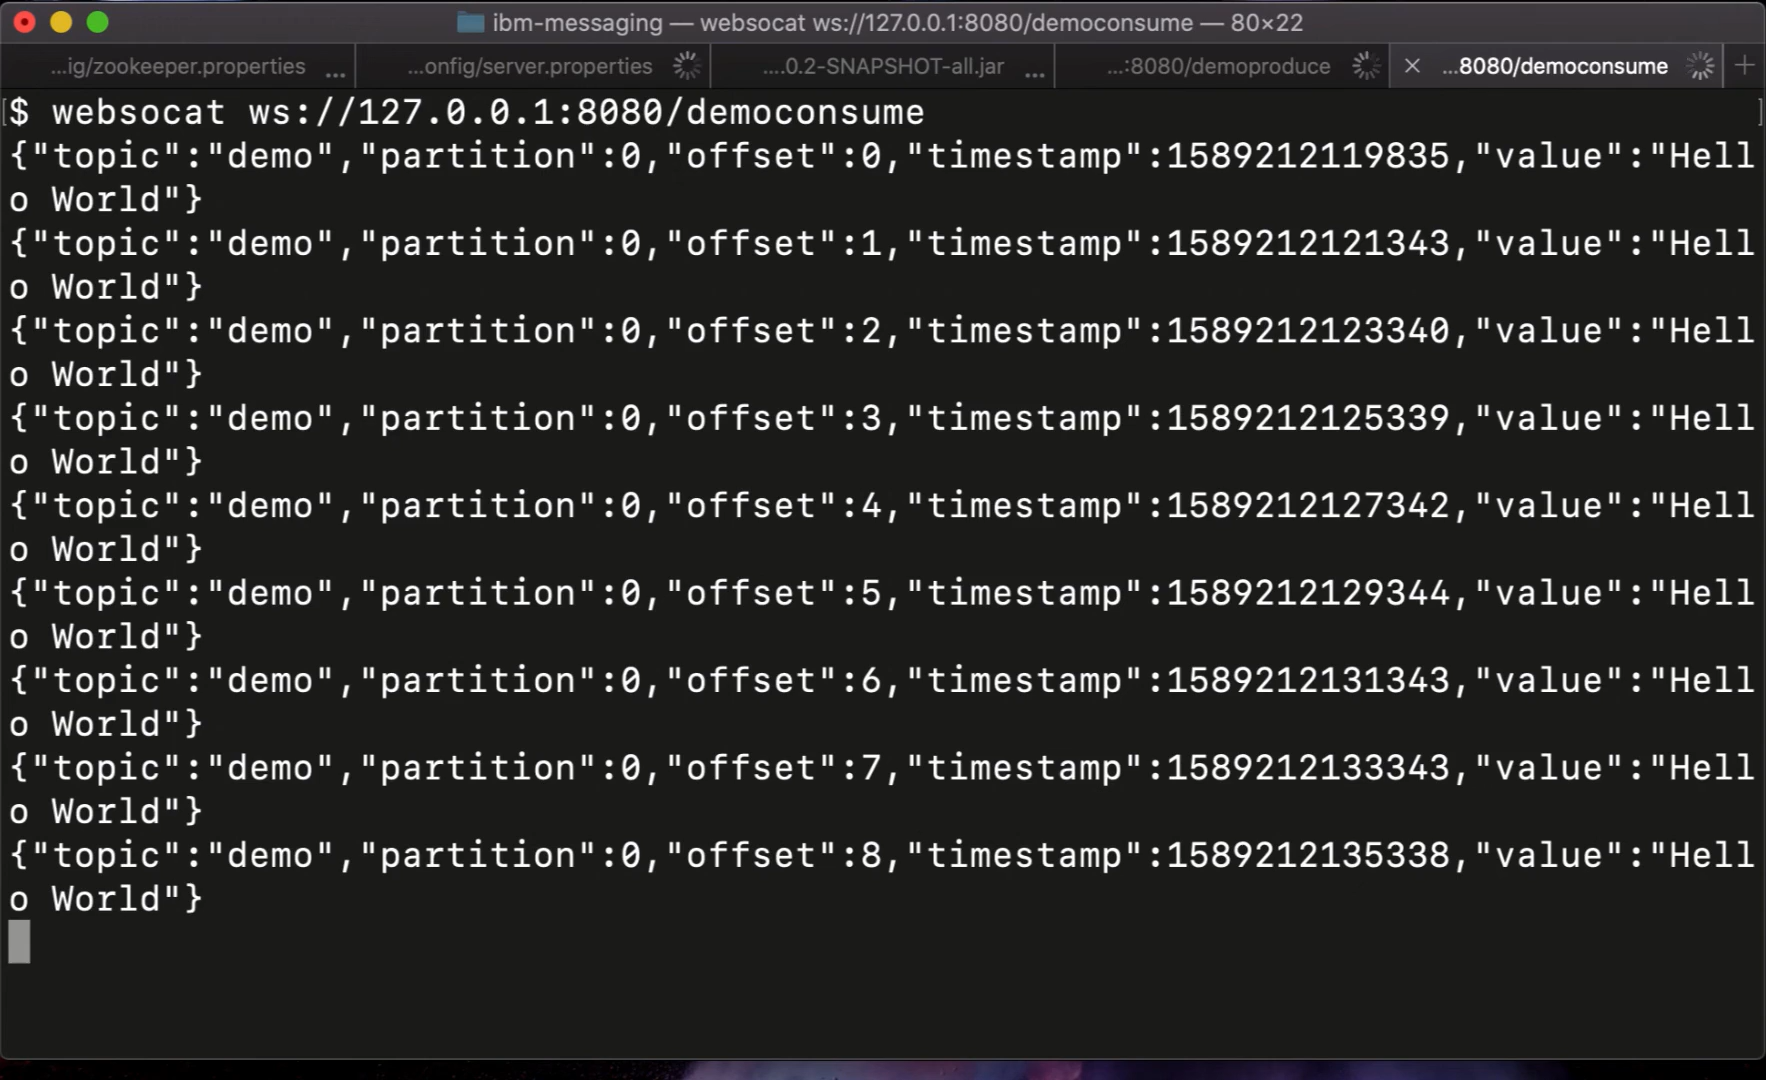 ibm-messaging — websocat ws://127.0.0.1:8080/democonsume — 80×22
...ig/zookeeper.properties ... ...onfig/server.properties ....0.2-SNAPSHOT-all.jar ... ...:8080/demoproduce × ...8080/democonsume +
[$ websocat ws://127.0.0.1:8080/democonsume ]
{"topic":"demo","partition":0,"offset":0,"timestamp":1589212119835,"value":"Hell
o World"}
{"topic":"demo","partition":0,"offset":1,"timestamp":1589212121343,"value":"Hell
o World"}
{"topic":"demo","partition":0,"offset":2,"timestamp":1589212123340,"value":"Hell
o World"}
{"topic":"demo","partition":0,"offset":3,"timestamp":1589212125339,"value":"Hell
o World"}
{"topic":"demo","partition":0,"offset":4,"timestamp":1589212127342,"value":"Hell
o World"}
{"topic":"demo","partition":0,"offset":5,"timestamp":1589212129344,"value":"Hell
o World"}
{"topic":"demo","partition":0,"offset":6,"timestamp":1589212131343,"value":"Hell
o World"}
{"topic":"demo","partition":0,"offset":7,"timestamp":1589212133343,"value":"Hell
o World"}
{"topic":"demo","partition":0,"offset":8,"timestamp":1589212135338,"value":"Hell
o World"}